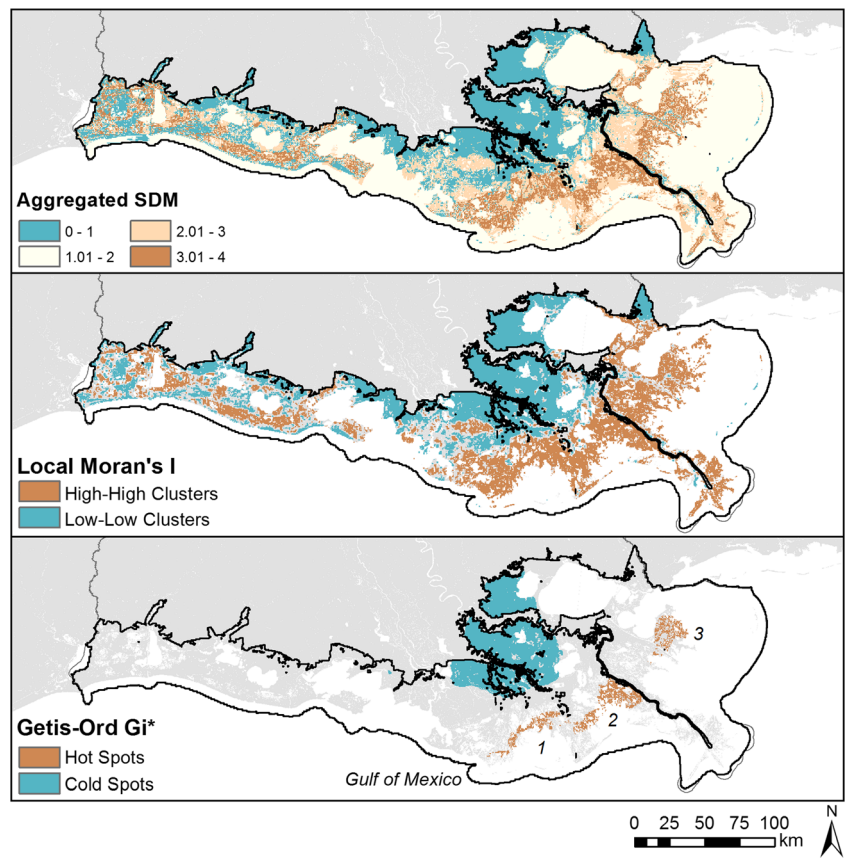 Aggregated SDM
0 - 1
2.01 - 3
1.01 - 2
3.01 - 4
Local Moran's I
High-High Clusters
Low-Low Clusters
3
2
1
Getis-Ord Gi*
Hot Spots
Cold Spots
Gulf of Mexico
N
0 25 50 75 100
km